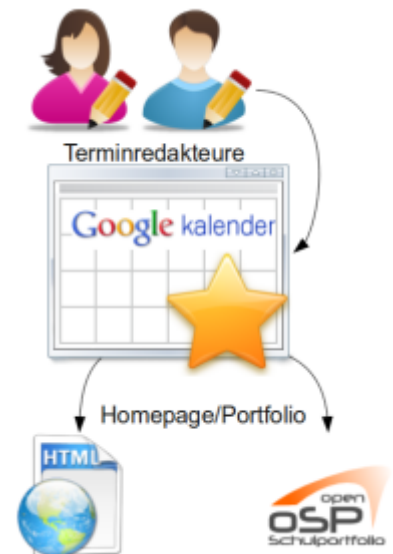 Terminredakteure
Google kalender
Homepage/Portfolio
HTML
open
OSP
Schulportfolio